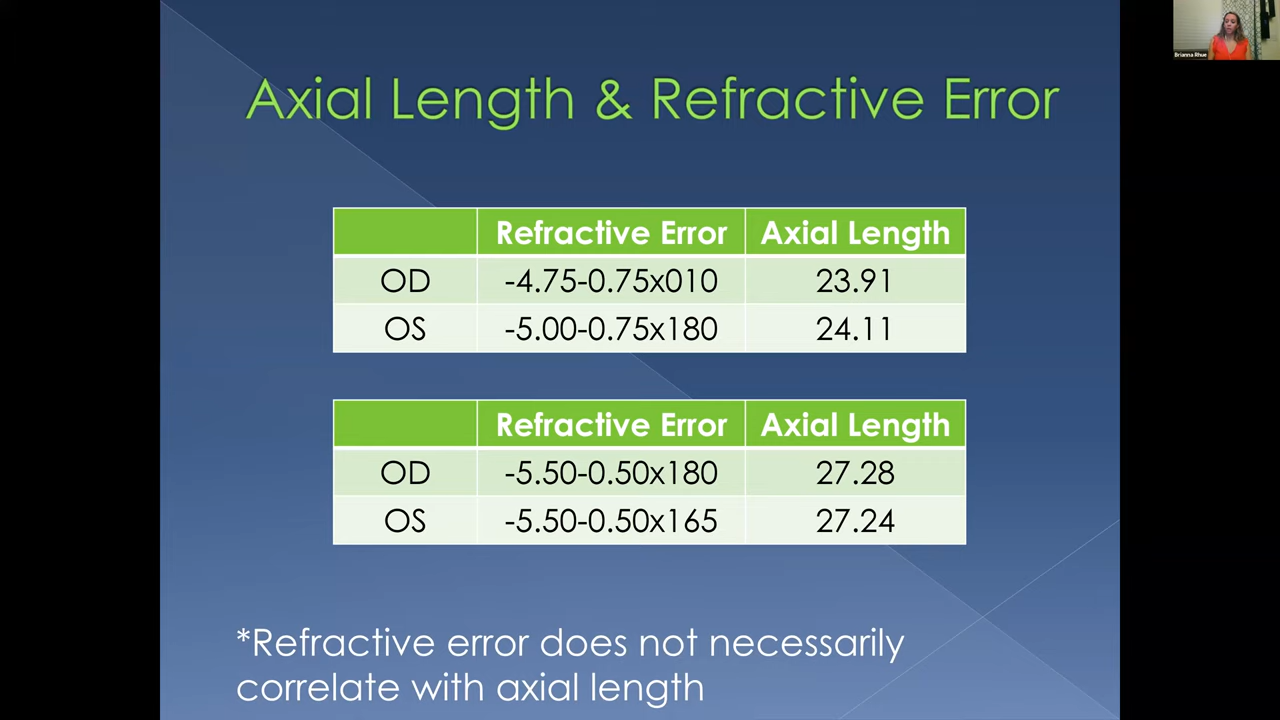 Brianna Rhue
Axial Length & Refractive Error
Refractive Error Axial Length
OD -4.75-0.75x010 23.91
OS -5.00-0.75x180 24.11
Refractive Error Axial Length
OD -5.50-0.50x180 27.28
OS -5.50-0.50x165 27.24
*Refractive error does not necessarily
correlate with axial length